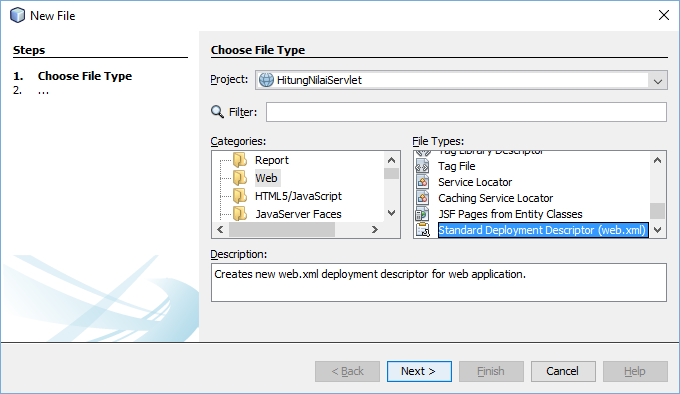 New File
Steps
1. Choose File Type
2. ...
Choose File Type
Project: HitungNilaiServlet
Filter:
Categories:
Report
Web
HTML5/JavaScript
JavaServer Faces
File Types:
Tag Library Descriptor
Tag File
Service Locator
Caching Service Locator
JSF Pages from Entity Classes
Standard Deployment Descriptor (web.xml)
Description:
Creates new web.xml deployment descriptor for web application.
< Back
Next >
Finish
Cancel
Help